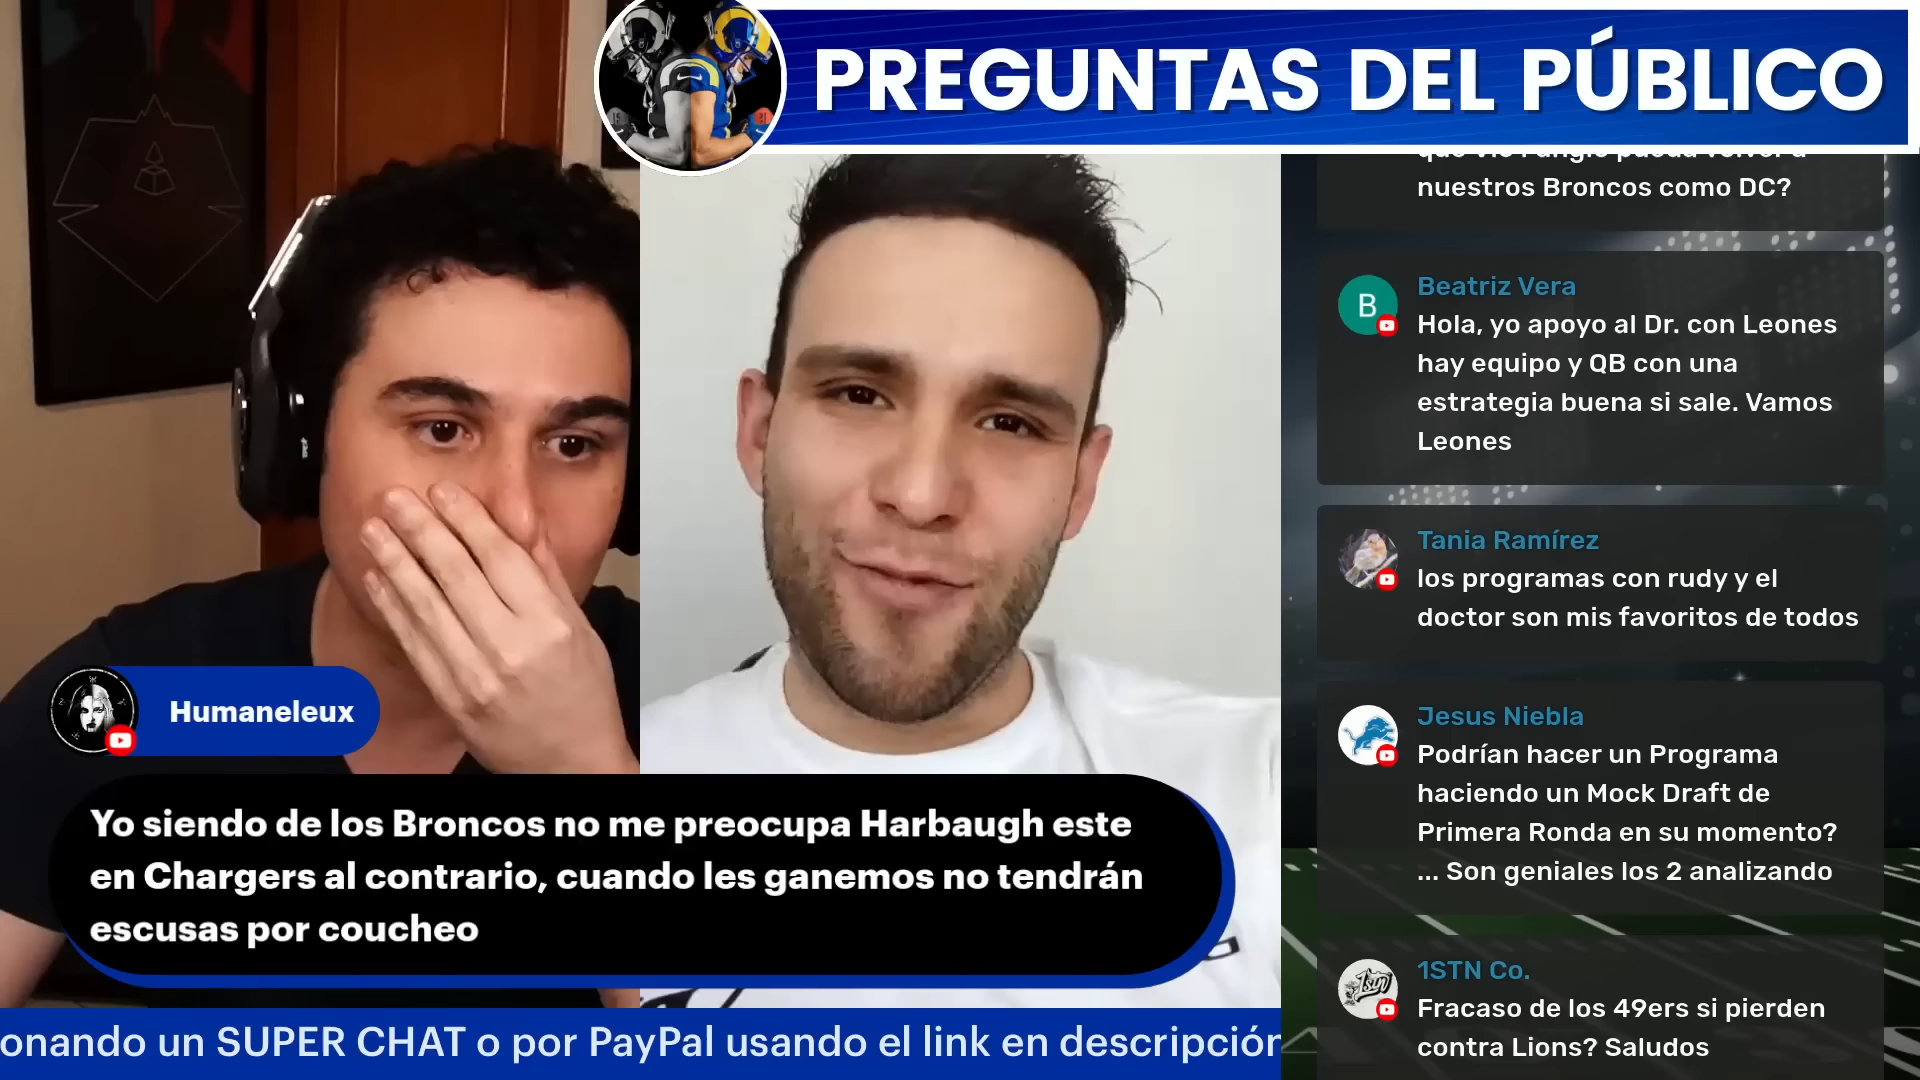 PREGUNTAS DEL PÚBLICO
nuestros Broncos como DC?
B
Beatriz Vera
Hola, yo apoyo al Dr. con Leones
hay equipo y QB con una
estrategia buena si sale. Vamos
Leones
Tania Ramírez
los programas con rudy y el
doctor son mis favoritos de todos
Jesus Niebla
Podrían hacer un Programa
haciendo un Mock Draft de
Primera Ronda en su momento?
... Son geniales los 2 analizando
1STN Co.
Fracaso de los 49ers si pierden
contra Lions? Saludos
Humaneleux
Yo siendo de los Broncos no me preocupa Harbaugh este
en Chargers al contrario, cuando les ganemos no tendrán
escusas por coucheo
onando un SUPER CHAT o por PayPal usando el link en descripción